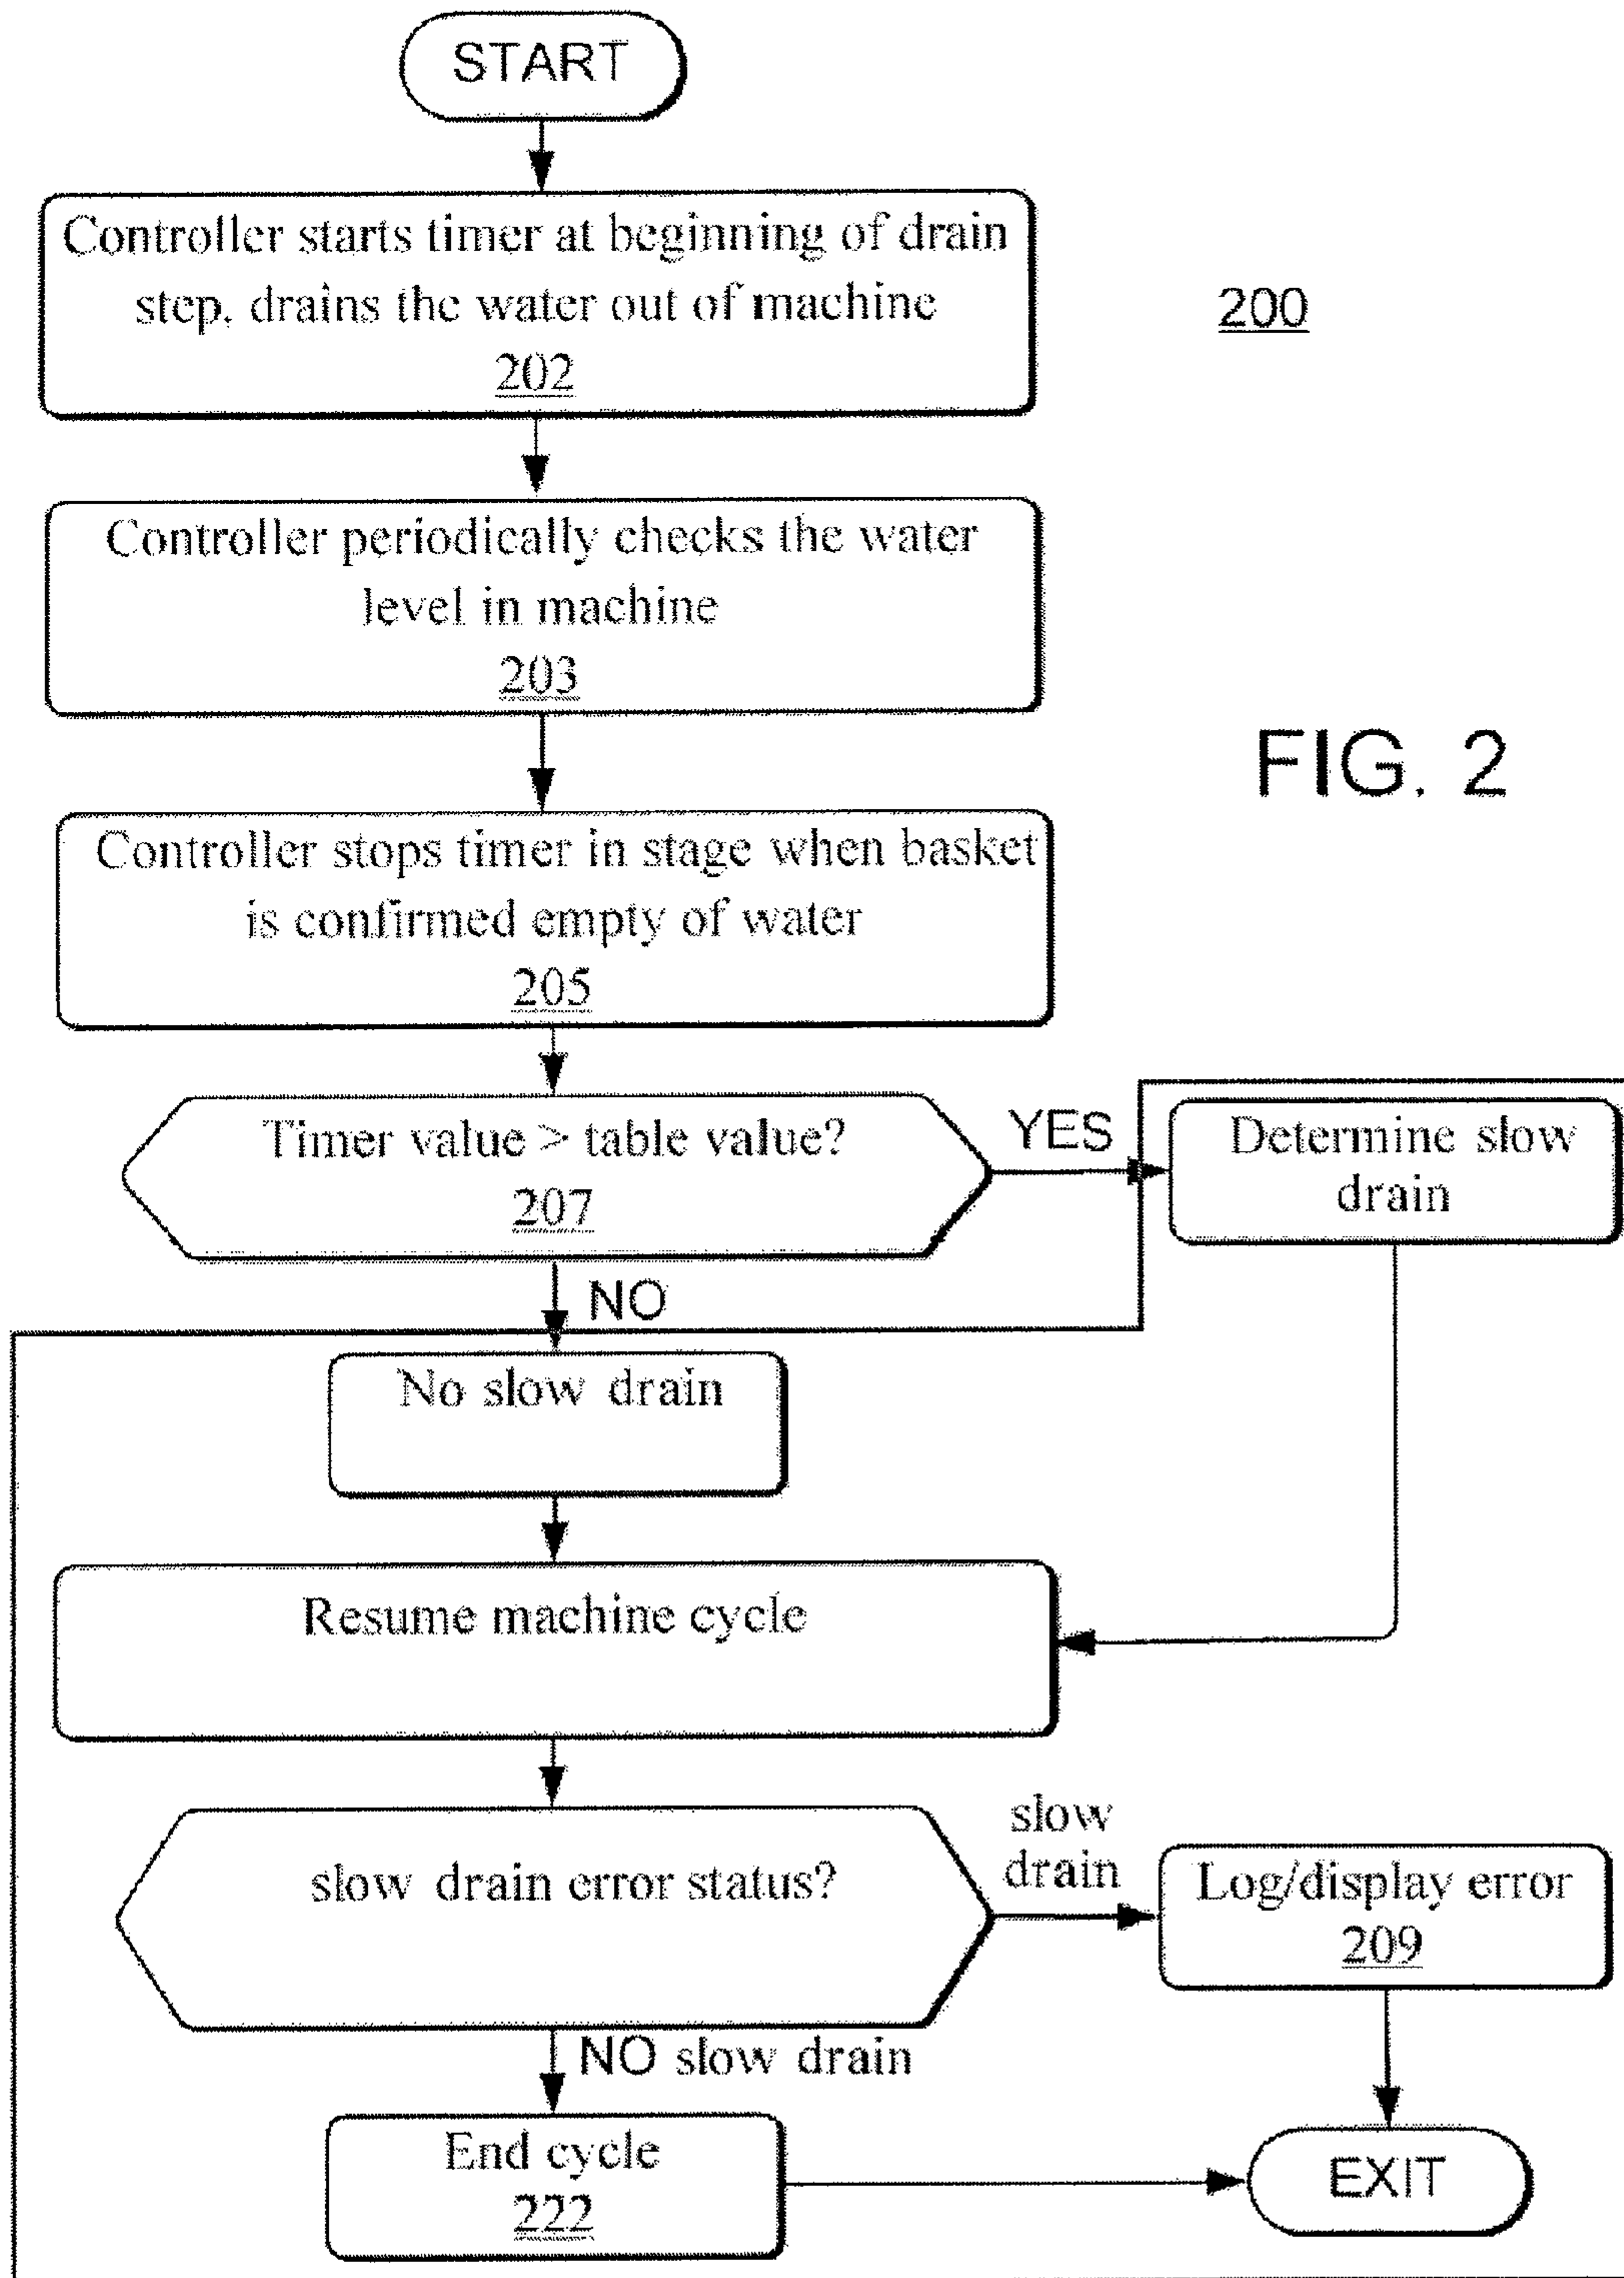 START
Controller starts timer at beginning of drain
step, drains the water out of machine
202
200
Controller periodically checks the water
level in machine
203
FIG. 2
Controller stops timer in stage when basket
is confirmed empty of water
205
Timer value > table value?
207
YES
Determine slow
drain
NO
No slow drain
Resume machine cycle
slow drain error status?
slow
drain
Log/display error
209
NO slow drain
End cycle
222
EXIT